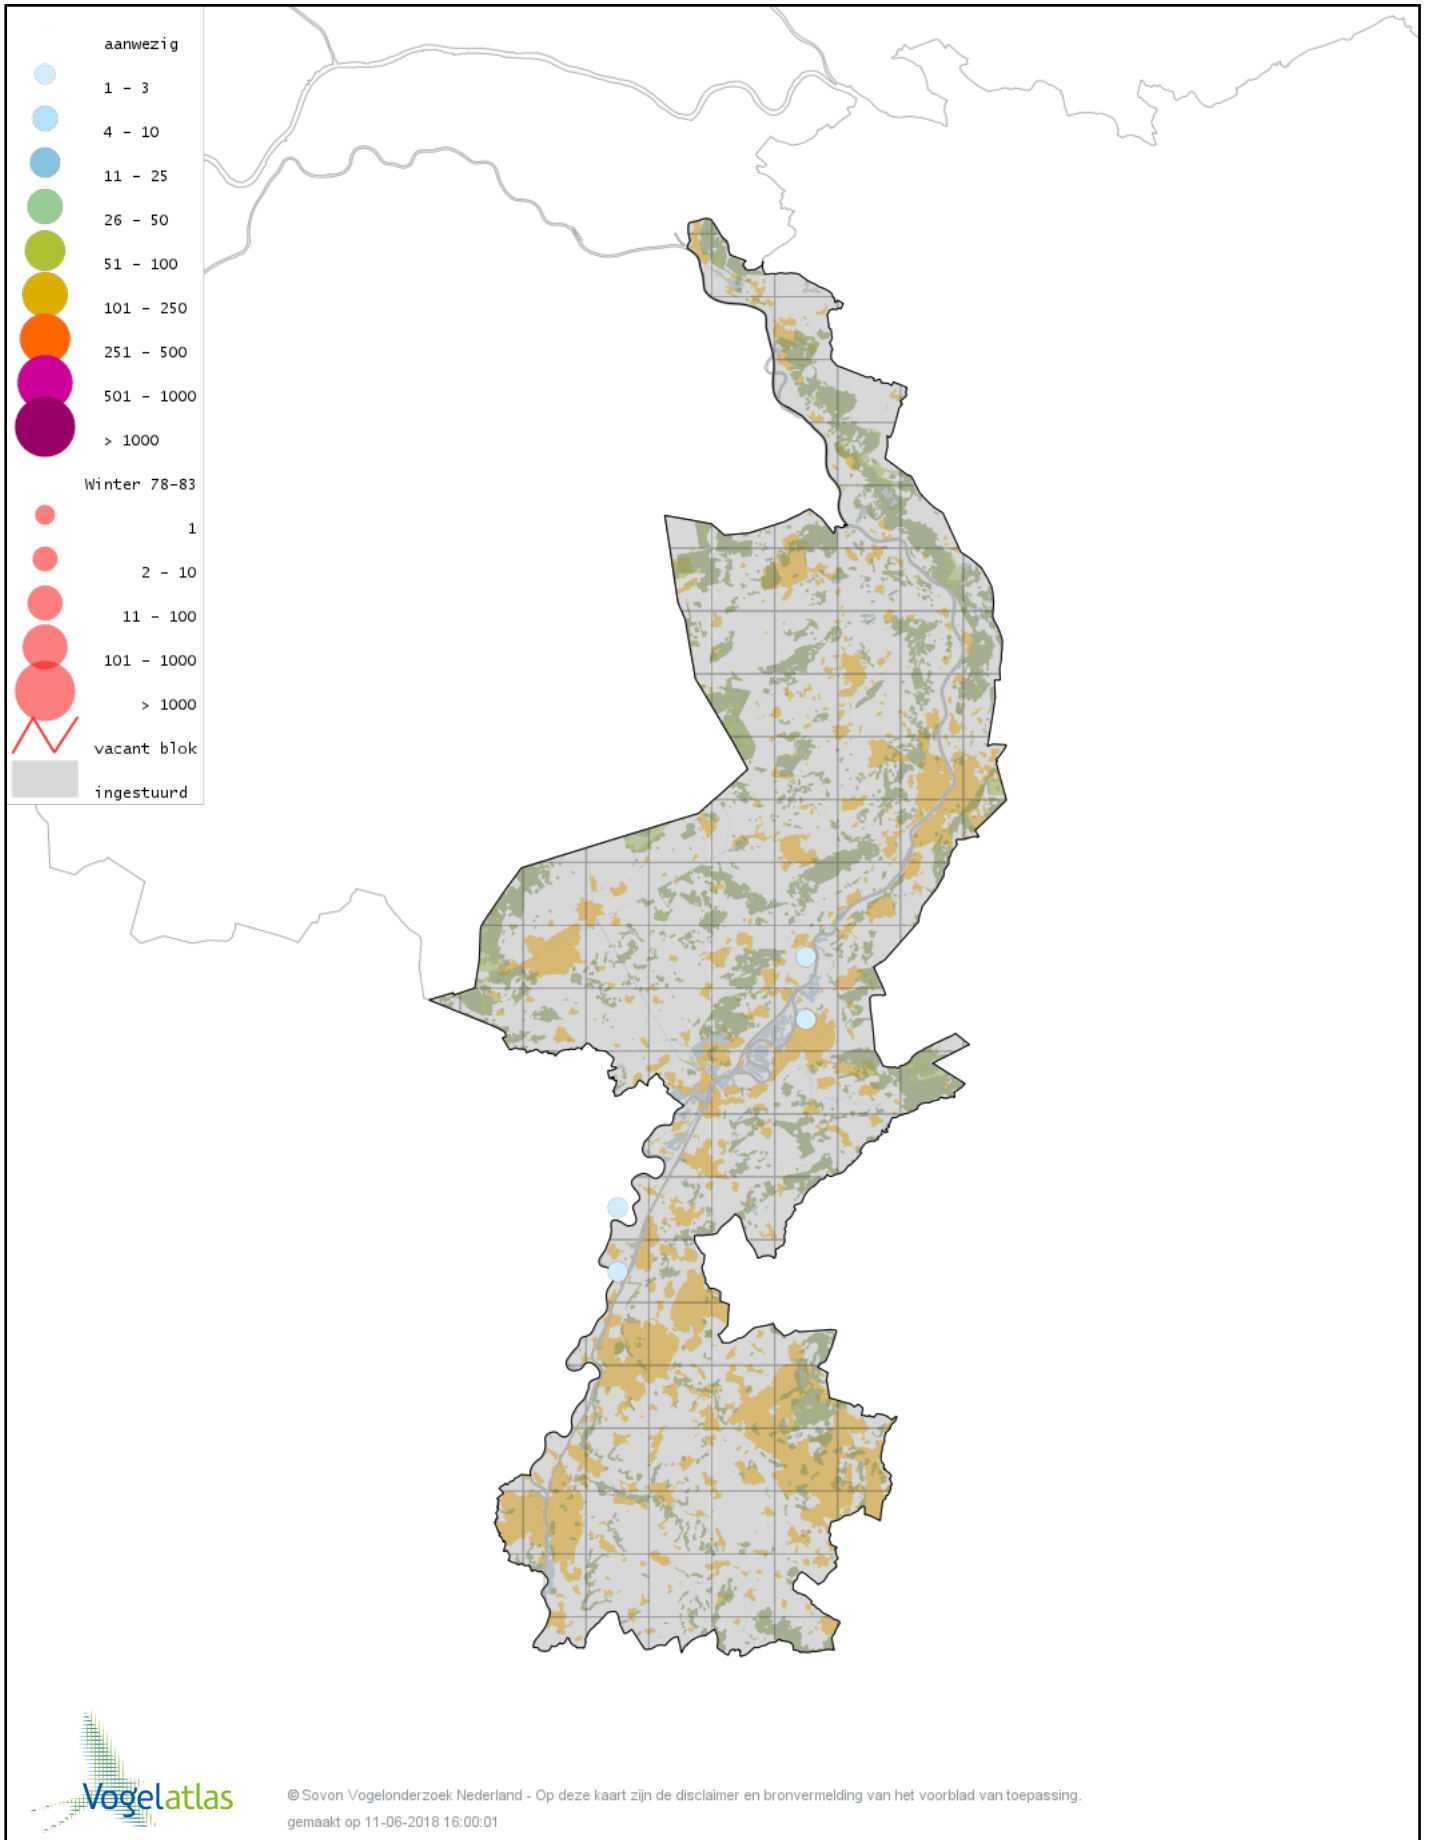 aanwezig
1 - 3
4 - 10
11 - 25
26 - 50
51 - 100
101 - 250
251 - 500
501 - 1000
> 1000
Winter 78-83
1
2 - 10
11 - 100
101 - 1000
> 1000
vacant blok
ingestuurd
Vogelatlas
© Sovon Vogelonderzoek Nederland - Op deze kaart zijn de disclaimer en bronvermelding van het voorblad van toepassing.
gemaakt op 11-06-2018 16:00:01